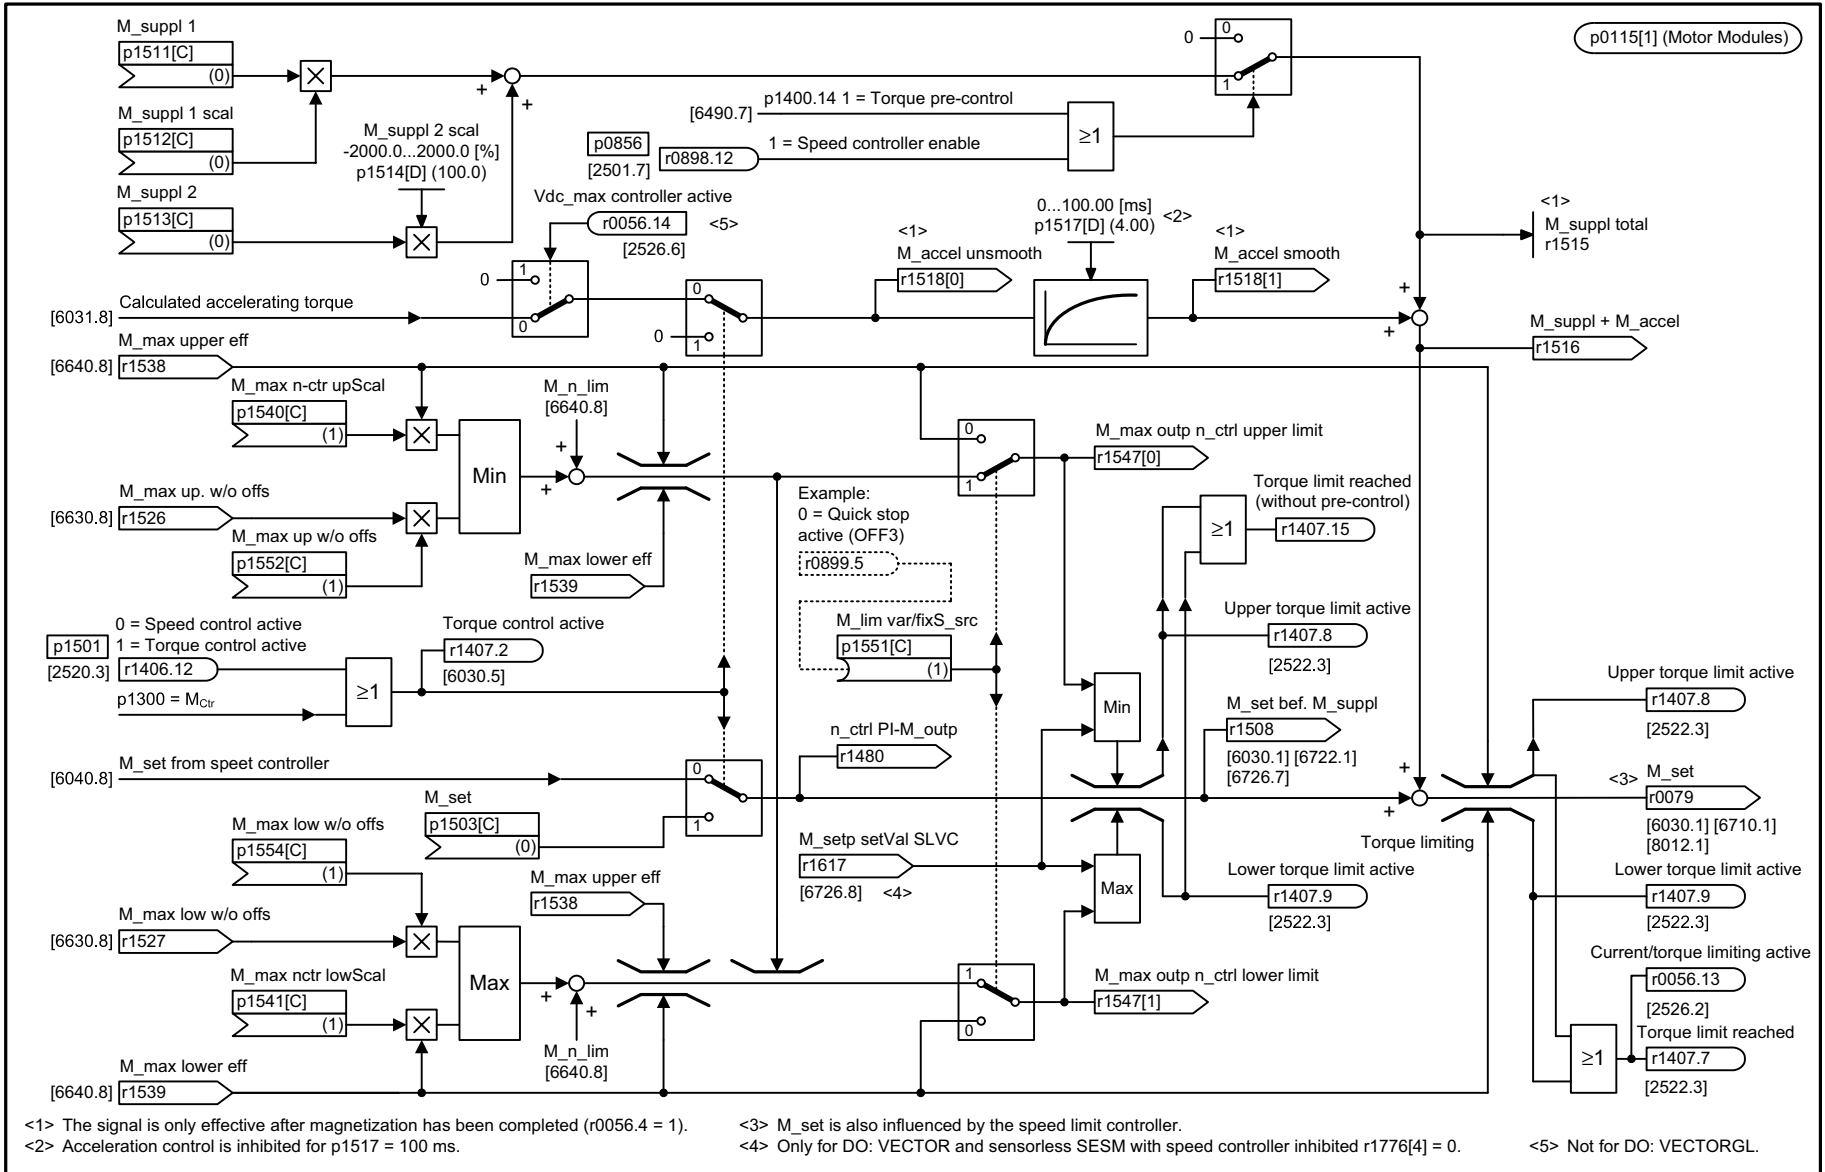 M_suppl 1
p1511[C]
(0)
M_suppl 1 scal
p1512[C]
(0)
M_suppl 2
p1513[C]
(0)
M_suppl 2 scal
-2000.0...2000.0 [%]
p1514[D] (100.0)
+
+
0
0
1
p0115[1] (Motor Modules)
p1400.14 1 = Torque pre-control
[6490.7]
p0856
[2501.7]
1 = Speed controller enable
r0898.12
≥1
Vdc_max controller active
r0056.14
<5>
[2526.6]
0
1
0
0
0
1
[6031.8]
Calculated accelerating torque
<1>
M_accel unsmooth
r1518[0]
0...100.00 [ms]
p1517[D] (4.00)
<2>
<1>
M_accel smooth
r1518[1]
<1>
M_suppl total
r1515
+
+
M_suppl + M_accel
r1516
M_max upper eff
[6640.8]
r1538
M_max n-ctr upScal
p1540[C]
(1)
Min
M_n_lim
[6640.8]
+
+
M_max up. w/o offs
[6630.8]
r1526
M_max up w/o offs
p1552[C]
(1)
M_max lower eff
r1539
0
1
M_max outp n_ctrl upper limit
r1547[0]
Example:
0 = Quick stop
active (OFF3)
r0899.5
M_lim var/fixS_src
p1551[C]
(1)
Torque limit reached
(without pre-control)
≥1
r1407.15
Upper torque limit active
r1407.8
[2522.3]
0 = Speed control active
1 = Torque control active
p1501
[2520.3]
r1406.12
p1300 = MCtr
≥1
Torque control active
r1407.2
[6030.5]
n_ctrl PI-M_outp
r1480
Min
M_set bef. M_suppl
r1508
[6030.1] [6722.1]
[6726.7]
Upper torque limit active
r1407.8
[2522.3]
[6040.8]
M_set from speet controller
0
1
M_set
p1503[C]
(0)
+
+
<3>
M_set
r0079
[6030.1] [6710.1]
[8012.1]
Torque limiting
M_setp setVal SLVC
r1617
[6726.8]
<4>
Max
Lower torque limit active
r1407.9
[2522.3]
Lower torque limit active
r1407.9
[2522.3]
M_max low w/o offs
p1554[C]
(1)
M_max low w/o offs
[6630.8]
r1527
M_max nctr lowScal
p1541[C]
(1)
Max
M_max upper eff
r1538
+
+
M_n_lim
[6640.8]
1
0
M_max outp n_ctrl lower limit
r1547[1]
Current/torque limiting active
r0056.13
[2526.2]
Torque limit reached
≥1
r1407.7
[2522.3]
M_max lower eff
[6640.8]
r1539
<1> The signal is only effective after magnetization has been completed (r0056.4 = 1).
<2> Acceleration control is inhibited for p1517 = 100 ms.
<3> M_set is also influenced by the speed limit controller.
<4> Only for DO: VECTOR and sensorless SESM with speed controller inhibited r1776[4] = 0.
<5> Not for DO: VECTORGL.